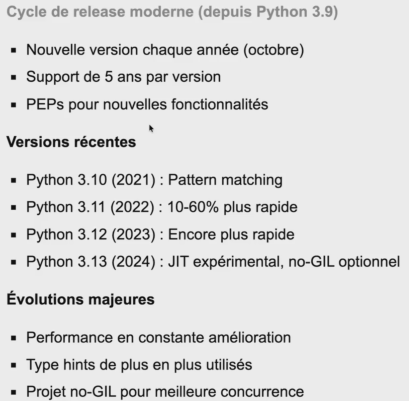 Cycle de release moderne (depuis Python 3.9)
▪ Nouvelle version chaque année (octobre)
▪ Support de 5 ans par version
▪ PEPs pour nouvelles fonctionnalités
Versions récentes
▪ Python 3.10 (2021) : Pattern matching
▪ Python 3.11 (2022) : 10-60% plus rapide
▪ Python 3.12 (2023) : Encore plus rapide
▪ Python 3.13 (2024) : JIT expérimental, no-GIL optionnel
Évolutions majeures
▪ Performance en constante amélioration
▪ Type hints de plus en plus utilisés
▪ Projet no-GIL pour meilleure concurrence